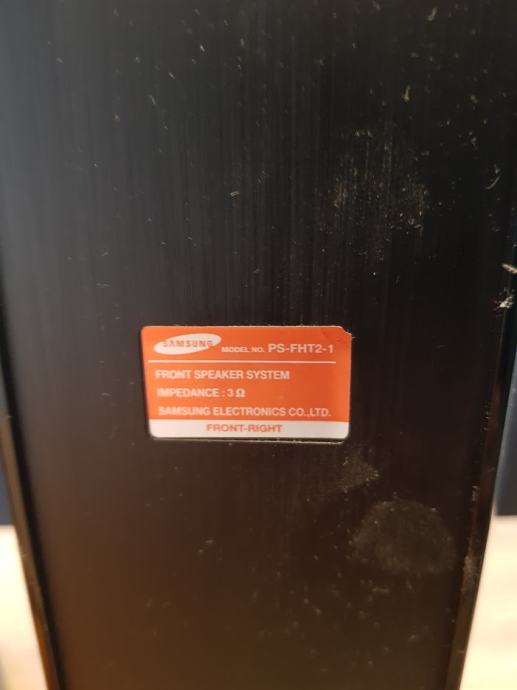 SAMSUNG MODEL NO. PS-FHT2-1
FRONT SPEAKER SYSTEM
IMPEDANCE : 3 Ω
SAMSUNG ELECTRONICS CO.,LTD.
FRONT-RIGHT